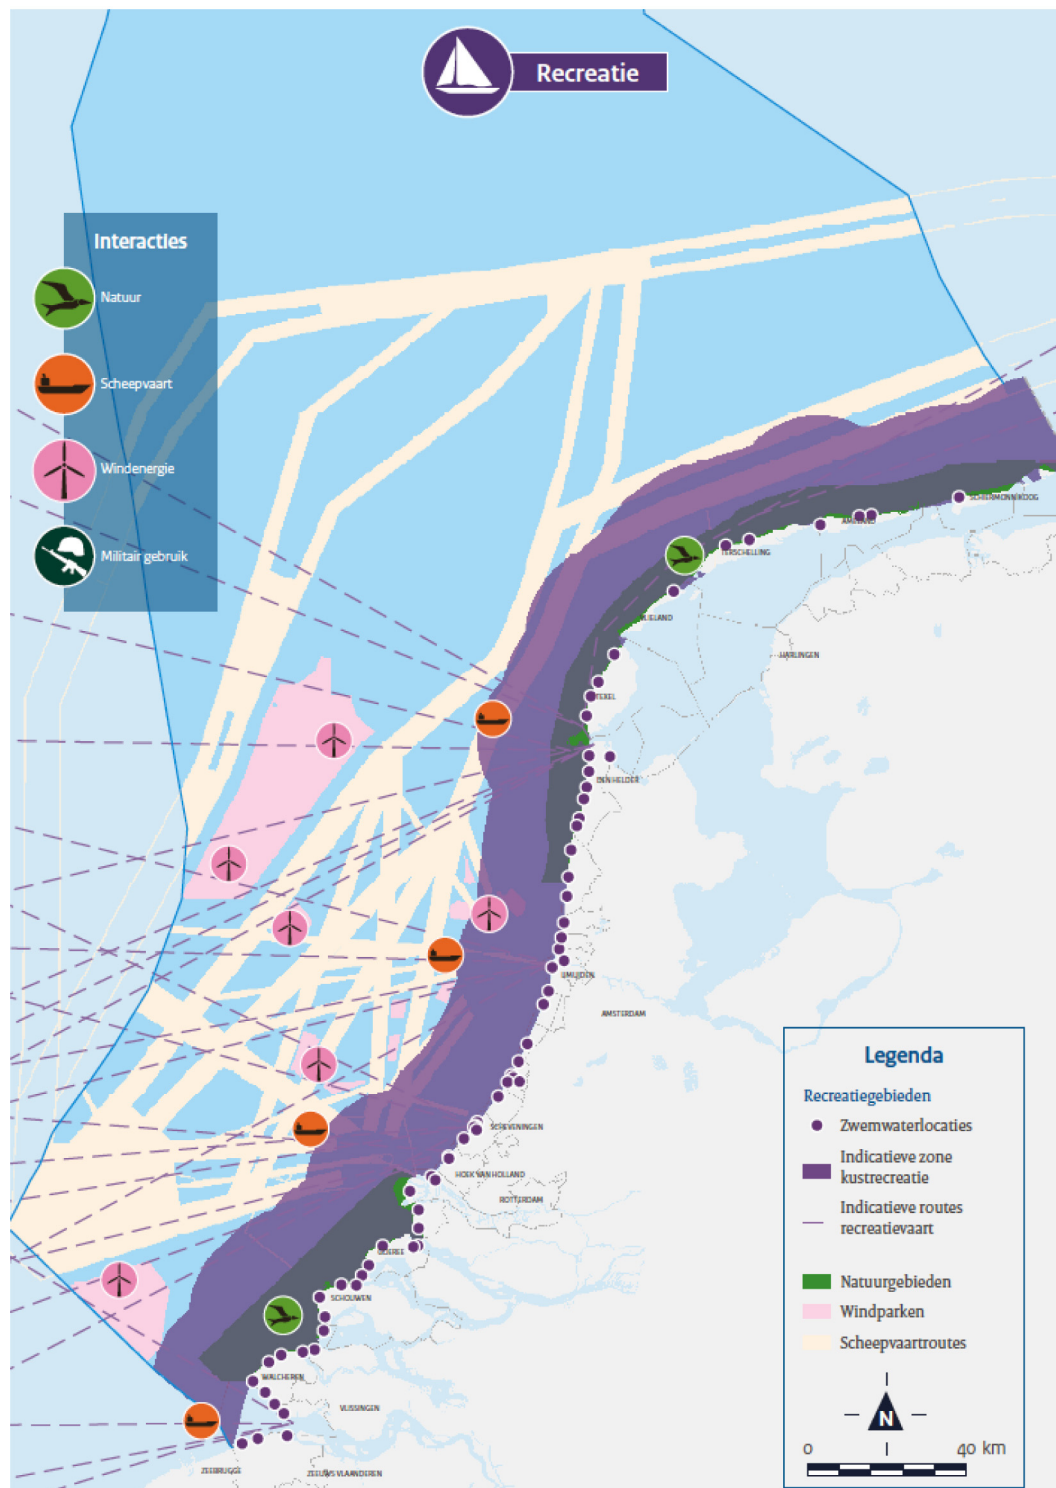 Recreatie
Interacties
Natuur
Scheepvaart
Windenergie
Militair gebruik
SCHIERMONNIKOOG
AMELAND
TERSCHELLING
VLIELAND
HARLINGEN
TEXEL
DEN HELDER
IJMUIDEN
AMSTERDAM
SCHEVENINGEN
HOEK VAN HOLLAND
ROTTERDAM
GOEREE
SCHOUWEN
WALCHEREN
VLISSINGEN
ZEEBRUGGE
ZEEUWS VLAANDEREN
Legenda
Recreatiegebieden
Zwemwaterlocaties
Indicatieve zone
kustrecreatie
Indicatieve routes
recreatievaart
Natuurgebieden
Windparken
Scheepvaartroutes
N
0 40 km